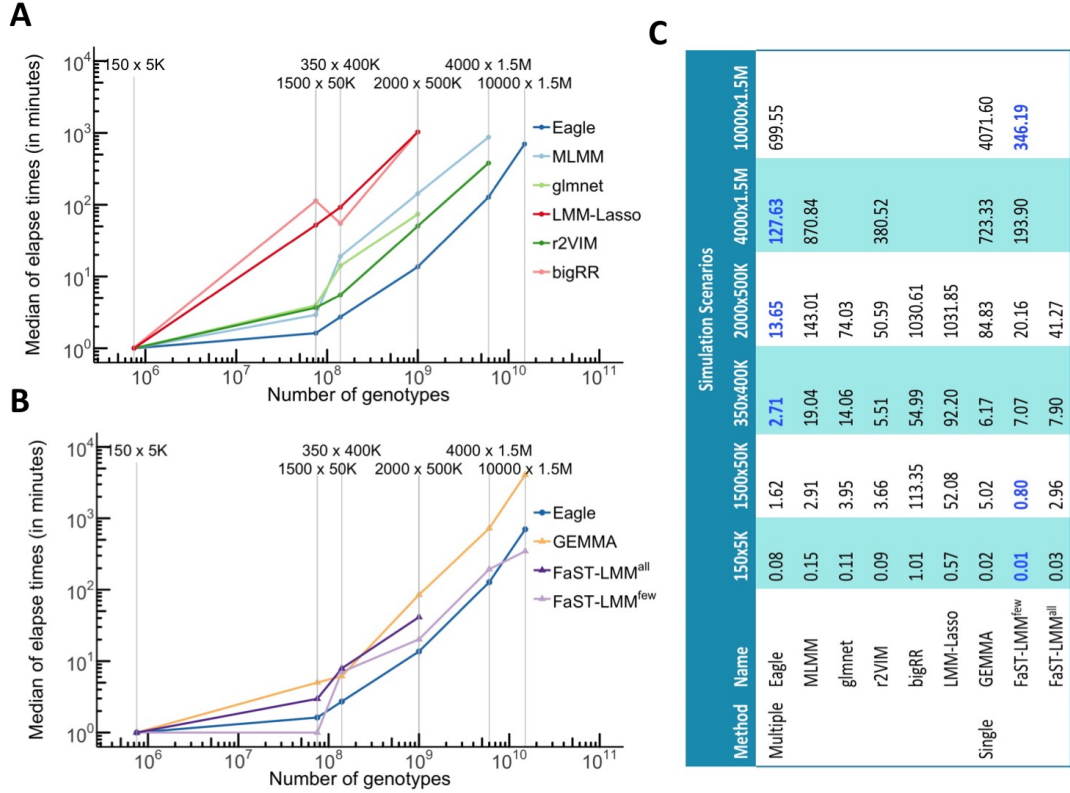 A
10⁴
10³
10²
10¹
10⁰
Median of elapse times (in minutes)
150 x 5K
350 x 400K
4000 x 1.5M
1500 x 50K
2000 x 500K
10000 x 1.5M
Eagle
MLMM
glmnet
LMM-Lasso
r2VIM
bigRR
10⁶ 10⁷ 10⁸ 10⁹ 10¹⁰ 10¹¹
Number of genotypes
B
10⁴
10³
10²
10¹
10⁰
Median of elapse times (in minutes)
150 x 5K
350 x 400K
4000 x 1.5M
1500 x 50K
2000 x 500K
10000 x 1.5M
Eagle
GEMMA
FaST-LMMᵃˡˡ
FaST-LMMᶠᵉʷ
10⁶ 10⁷ 10⁸ 10⁹ 10¹⁰ 10¹¹
Number of genotypes
C
Simulation Scenarios
Method Name 150x5K 1500x50K 350x400K 2000x500K 4000x1.5M 10000x1.5M
Multiple Eagle 0.08 1.62 2.71 13.65 127.63 699.55
MLMM 0.15 2.91 19.04 143.01 870.84
glmnet 0.11 3.95 14.06 74.03
r2VIM 0.09 3.66 5.51 50.59 380.52
bigRR 1.01 113.35 54.99 1030.61
LMM-Lasso 0.57 52.08 92.20 1031.85
Single GEMMA 0.02 5.02 6.17 84.83 723.33 4071.60
FaST-LMMᶠᵉʷ 0.01 0.80 7.07 20.16 193.90 346.19
FaST-LMMᵃˡˡ 0.03 2.96 7.90 41.27